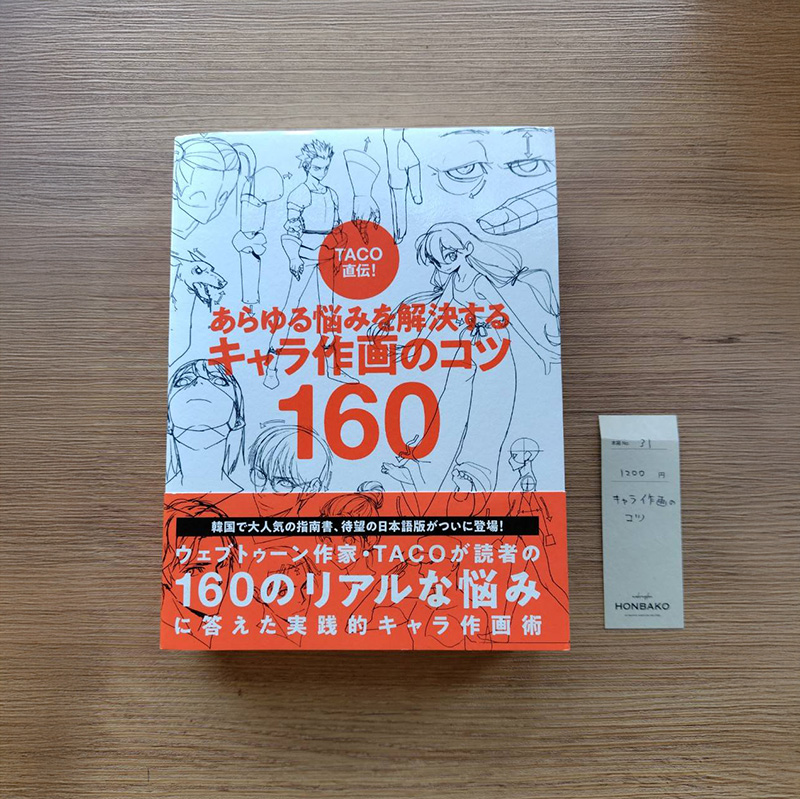 TACO
直伝!
あらゆる悩みを解決する
キャラ作画のコツ
160
韓国で大人気の指南書、待望の日本語版がついに登場!
ウェブトゥーン作家・TACOが読者の
160のリアルな悩み
に答えた実践的キャラ作画術
No. 31
1200 円
キャラ作画の
コツ
HONBAKO